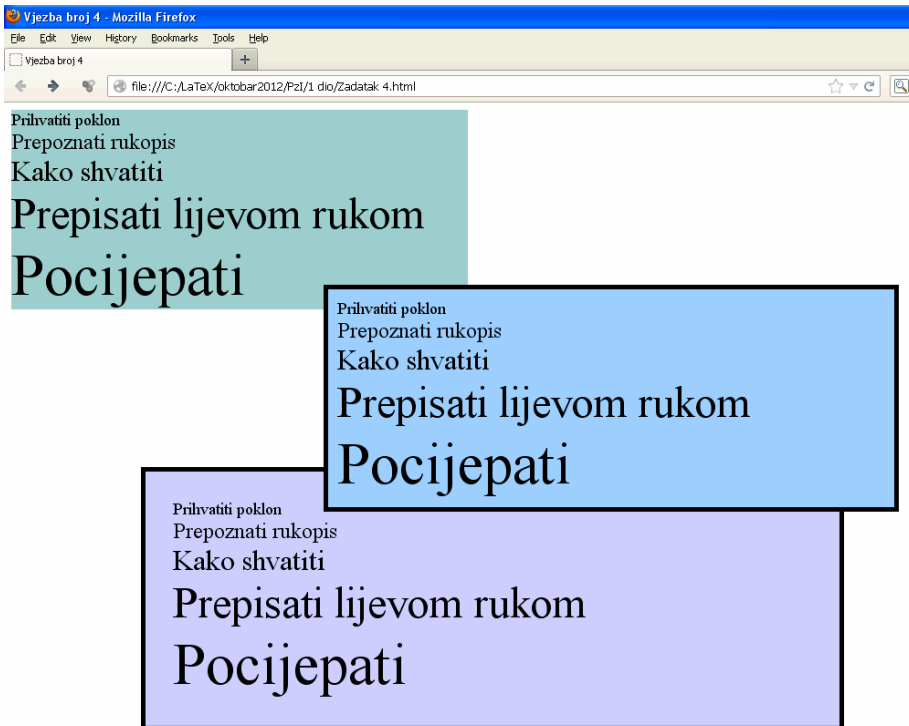 Vjezba broj 4 - Mozilla Firefox
File Edit View History Bookmarks Tools Help
Vjezba broj 4
file:///C:/LaTeX/oktobar2012/PzI/1 dio/Zadatak 4.html
Prihvatiti poklon
Prepoznati rukopis
Kako shvatiti
Prepisati lijevom rukom
Pocijepati
Prihvatiti poklon
Prepoznati rukopis
Kako shvatiti
Prepisati lijevom rukom
Pocijepati
Prihvatiti poklon
Prepoznati rukopis
Kako shvatiti
Prepisati lijevom rukom
Pocijepati